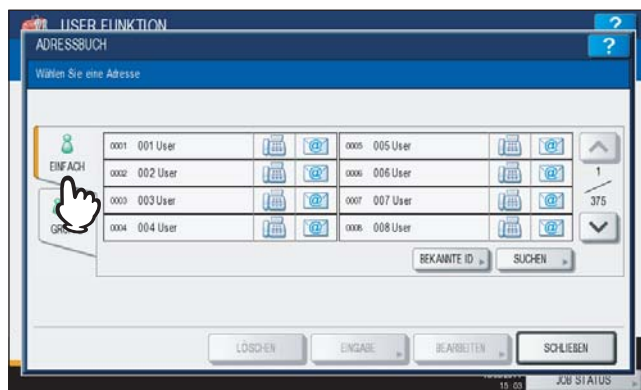 USER FUNKTION
?
ADRESSBUCH
?
Wählen Sie eine Adresse
EINFACH
0001 001 User
0005 005 User
0002 002 User
0006 006 User
0003 003 User
0007 007 User
0004 004 User
0008 008 User
1
375
BEKANNTE ID
SUCHEN
LÖSCHEN
EINGABE
BEARBEITEN
SCHLIEßEN
15 03
JOB STATUS